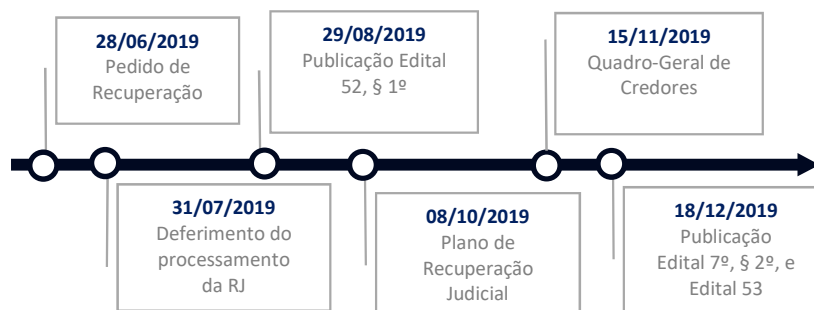 28/06/2019
Pedido de
Recuperação
29/08/2019
Publicação Edital
52, § 1º
15/11/2019
Quadro-Geral de
Credores
31/07/2019
Deferimento do
processamento
da RJ
08/10/2019
Plano de
Recuperação
Judicial
18/12/2019
Publicação
Edital 7º, § 2º, e
Edital 53